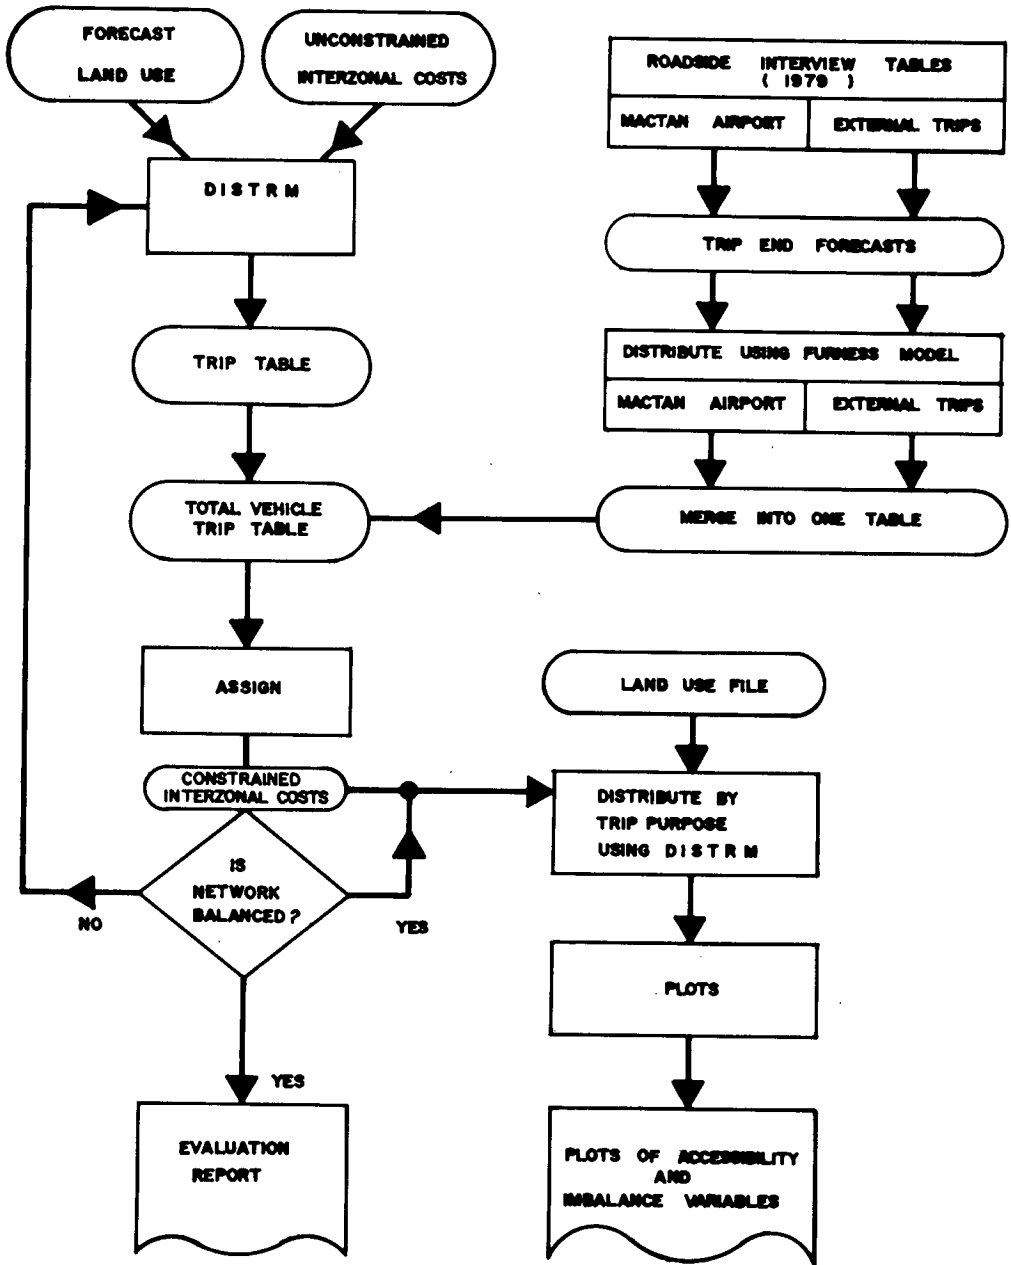 FORECAST
LAND USE
UNCONSTRAINED
INTERZONAL COSTS
DISTRM
TRIP TABLE
TOTAL VEHICLE
TRIP TABLE
ASSIGN
CONSTRAINED
INTERZONAL COSTS
IS
NETWORK
BALANCED?
NO
YES
YES
EVALUATION
REPORT
ROADSIDE INTERVIEW TABLES
( 1979 )
MACTAN AIRPORT
EXTERNAL TRIPS
TRIP END FORECASTS
DISTRIBUTE USING FURNESS MODEL
MACTAN AIRPORT
EXTERNAL TRIPS
MERGE INTO ONE TABLE
LAND USE FILE
DISTRIBUTE BY
TRIP PURPOSE
USING DISTRM
PLOTS
PLOTS OF ACCESSIBILITY
AND
IMBALANCE VARIABLES